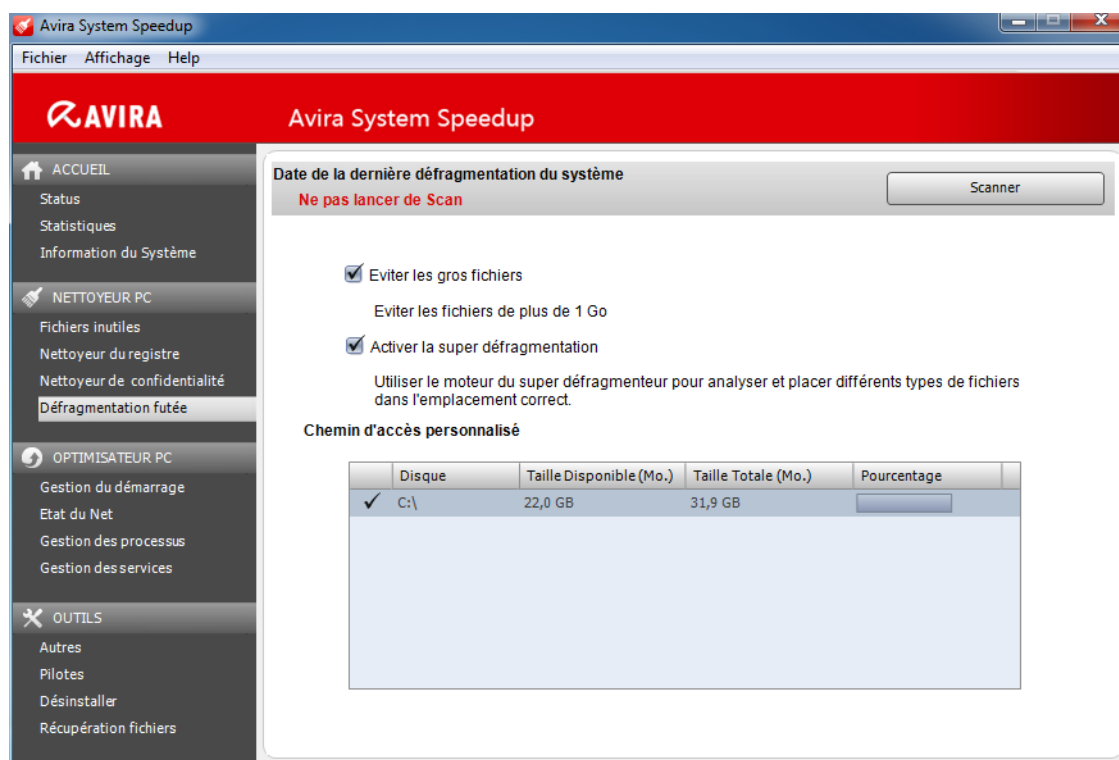 Avira System Speedup
Fichier Affichage Help
AVIRA
Avira System Speedup
ACCUEIL
Status
Statistiques
Information du Système
NETTOYEUR PC
Fichiers inutiles
Nettoyeur du registre
Nettoyeur de confidentialité
Défragmentation futée
OPTIMISATEUR PC
Gestion du démarrage
Etat du Net
Gestion des processus
Gestion des services
OUTILS
Autres
Pilotes
Désinstaller
Récupération fichiers
Date de la dernière défragmentation du système
Ne pas lancer de Scan
Scanner
Eviter les gros fichiers
Eviter les fichiers de plus de 1 Go
Activer la super défragmentation
Utiliser le moteur du super défragmenteur pour analyser et placer différents types de fichiers
dans l'emplacement correct.
Chemin d'accès personnalisé
Disque Taille Disponible (Mo.) Taille Totale (Mo.) Pourcentage
C:\ 22,0 GB 31,9 GB